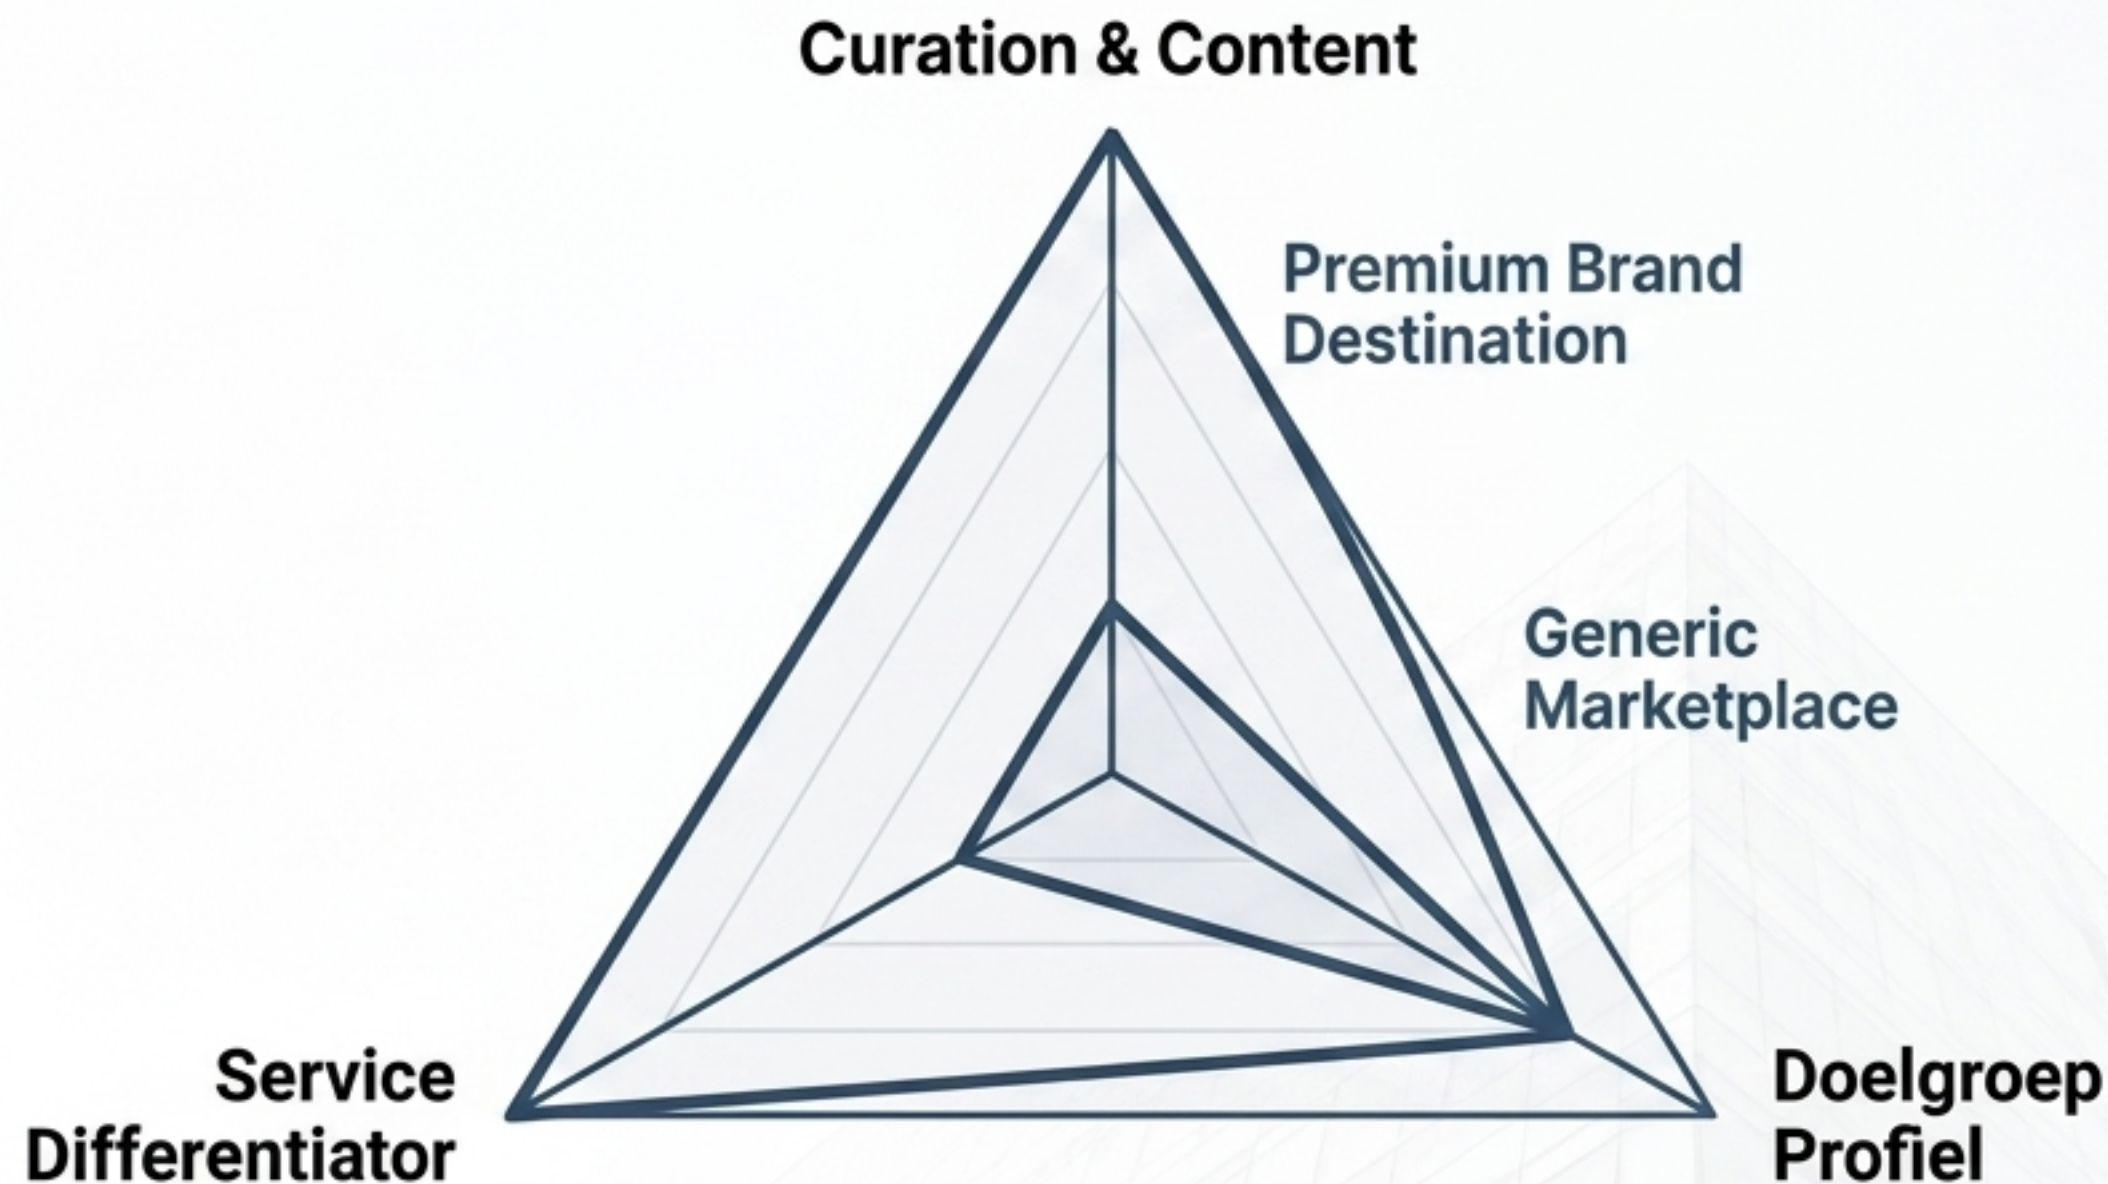 Curation & Content
Premium Brand
Destination
Generic
Marketplace
Service
Differentiator
Doelgroep
Profiel